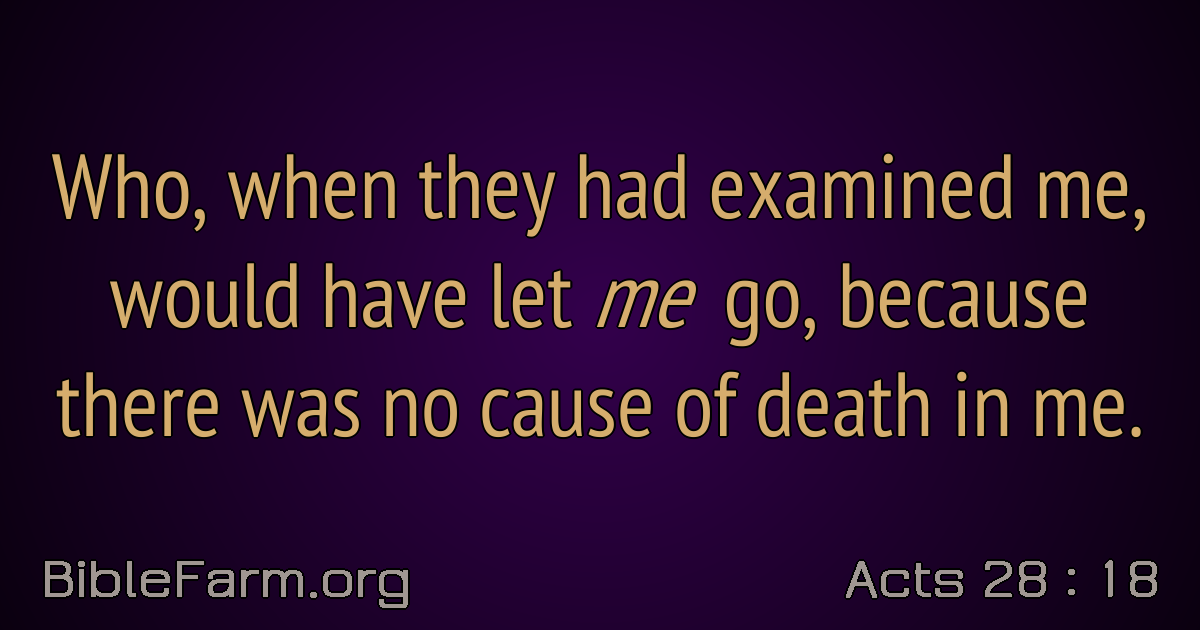 Who, when they had examined me,
would have let me go, because
there was no cause of death in me.
BibleFarm.org
Acts 28 : 18